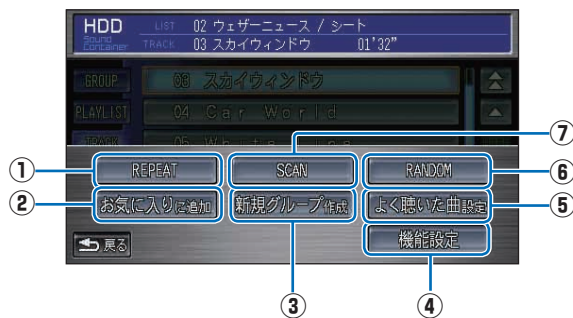 HDD LIST 02 ウェザーニュース / シート
Sound Container TRACK 03 スカイウィンドウ 01'32"
GROUP 03 スカイウィンドウ
PLAYLIST 04 Car World
TRACK 05
⑦
① REPEAT SCAN RANDOM ⑥
② お気に入りに追加 新規グループ作成 よく聴いた曲設定 ⑤
戻る 機能設定
③ ④